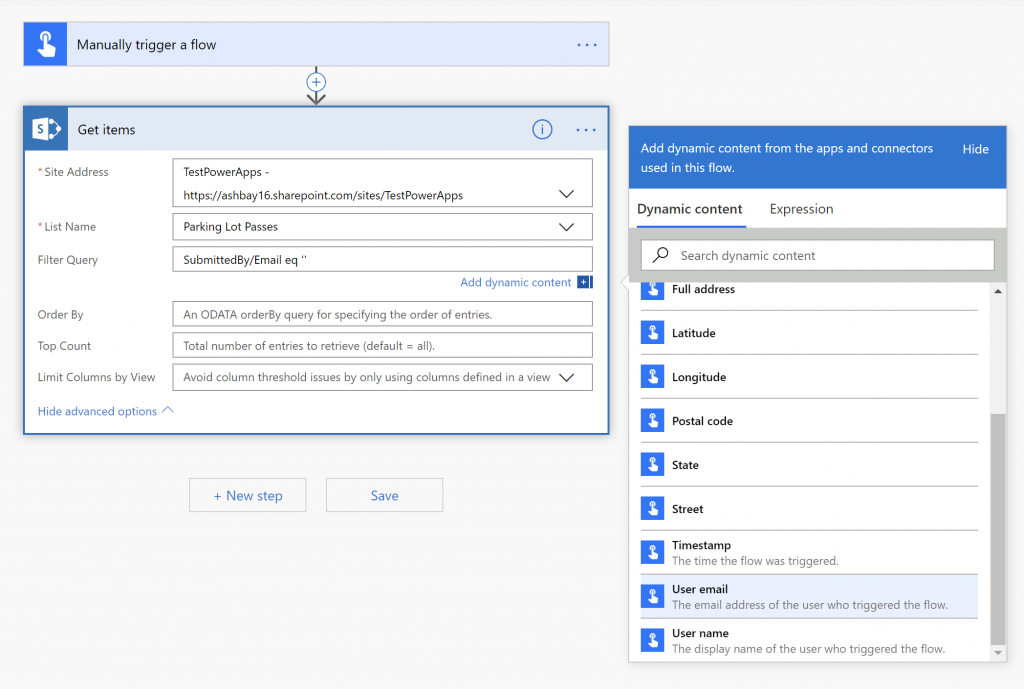 Manually trigger a flow
Get items
* Site Address
TestPowerApps -
https://ashbay16.sharepoint.com/sites/TestPowerApps
* List Name
Parking Lot Passes
Filter Query
SubmittedBy/Email eq ''
Add dynamic content
Order By
An ODATA orderBy query for specifying the order of entries.
Top Count
Total number of entries to retrieve (default = all).
Limit Columns by View
Avoid column threshold issues by only using columns defined in a view
Hide advanced options
+ New step
Save
Add dynamic content from the apps and connectors
used in this flow.
Hide
Dynamic content
Expression
Search dynamic content
Full address
Latitude
Longitude
Postal code
State
Street
Timestamp
The time the flow was triggered.
User email
The email address of the user who triggered the flow.
User name
The display name of the user who triggered the flow.